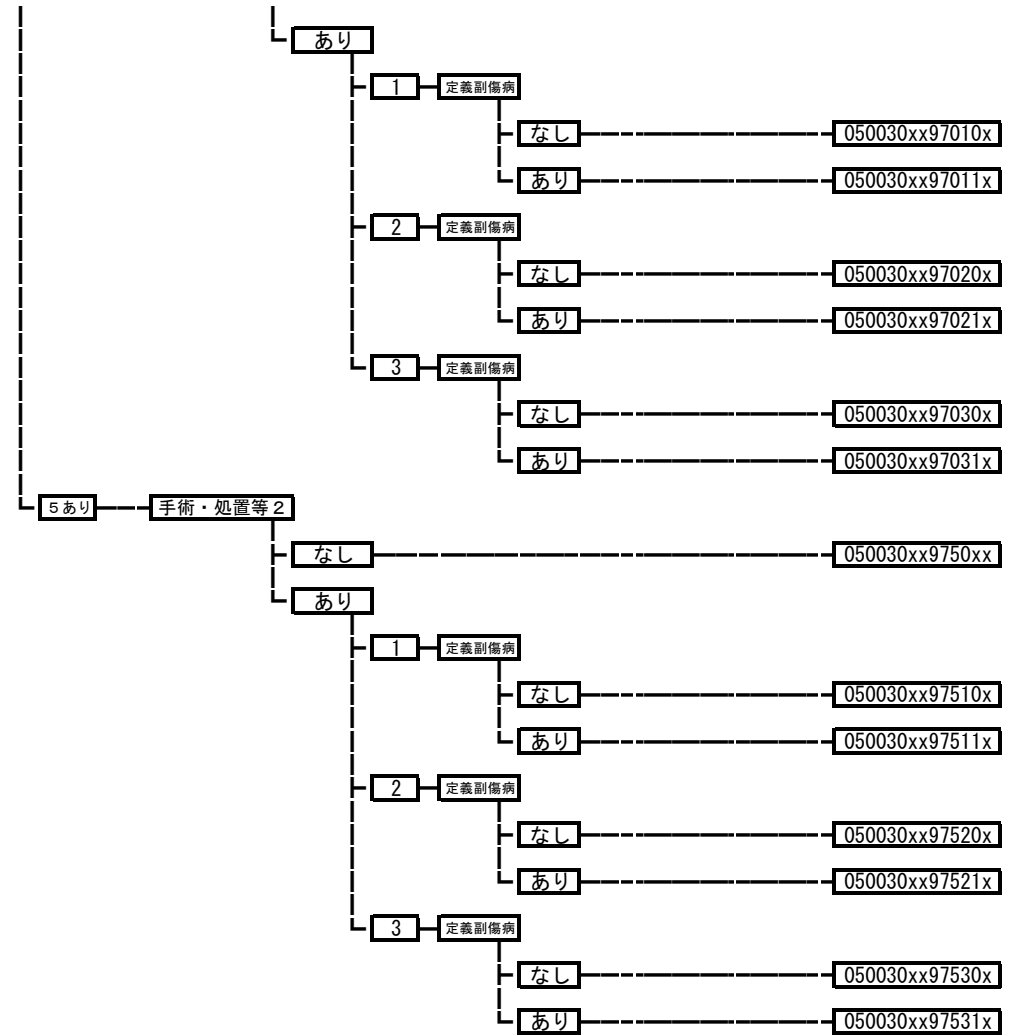 あり
1 定義副傷病
なし 050030xx97010x
あり 050030xx97011x
2 定義副傷病
なし 050030xx97020x
あり 050030xx97021x
3 定義副傷病
なし 050030xx97030x
あり 050030xx97031x
5あり 手術・処置等2
なし 050030xx9750xx
あり
1 定義副傷病
なし 050030xx97510x
あり 050030xx97511x
2 定義副傷病
なし 050030xx97520x
あり 050030xx97521x
3 定義副傷病
なし 050030xx97530x
あり 050030xx97531x